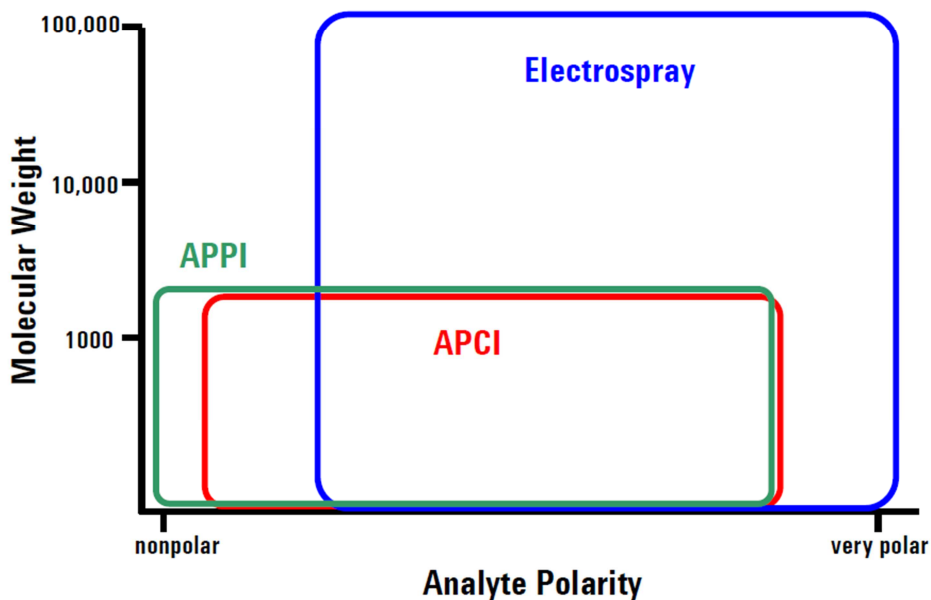 100,000
Electrospray
Molecular Weight
10,000
APPI
1000
APCI
nonpolar
very polar
Analyte Polarity